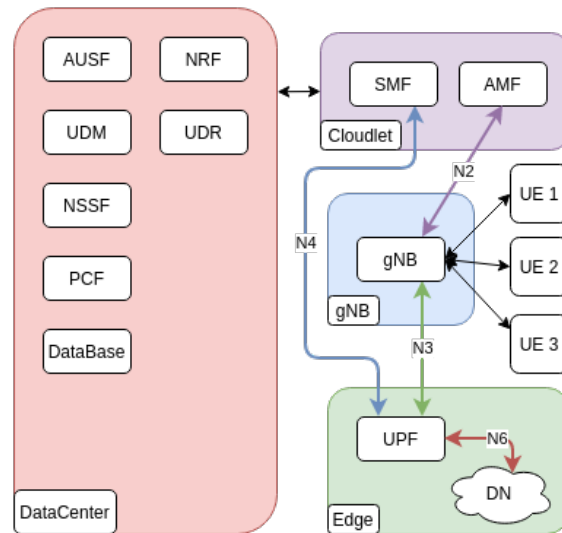 AUSF
NRF
UDM
UDR
NSSF
PCF
DataBase
DataCenter
SMF
AMF
Cloudlet
N2
N4
gNB
gNB
UE 1
UE 2
UE 3
N3
UPF
N6
DN
Edge